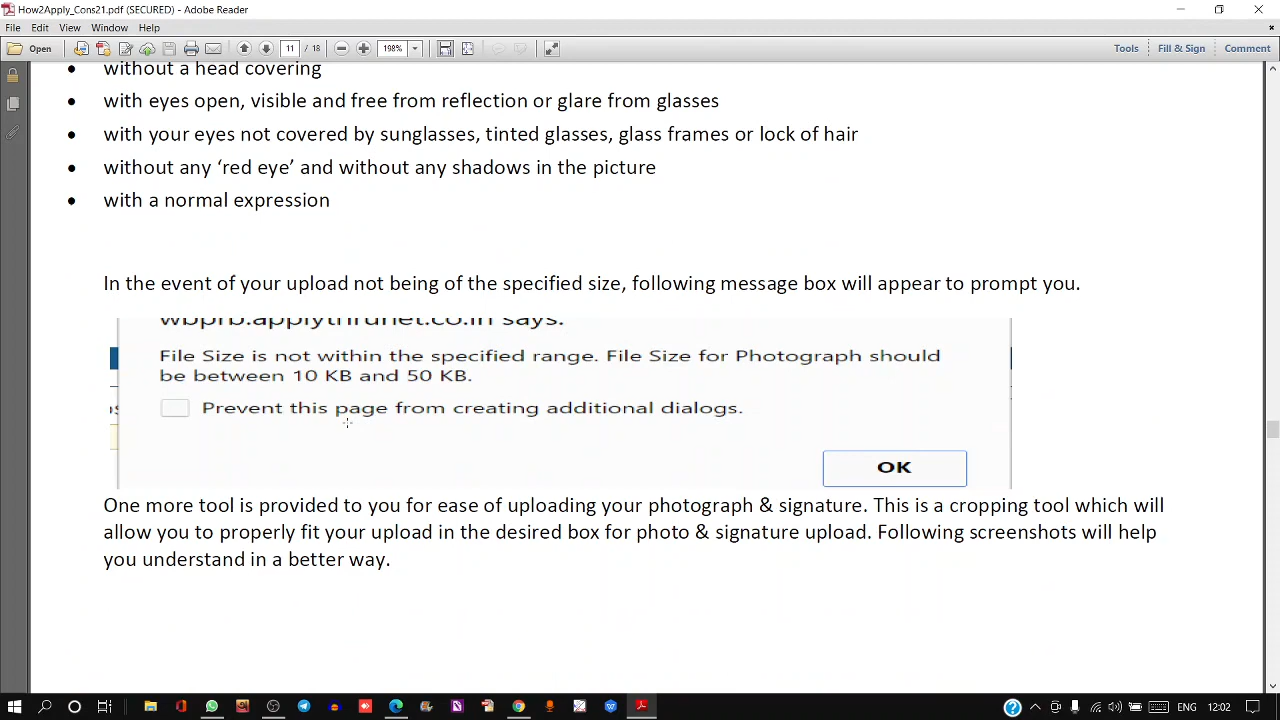 How2Apply_Cons21.pdf (SECURED) - Adobe Reader
File Edit View Window Help
Open 11 / 18 198% Tools Fill & Sign Comment
• without a head covering
• with eyes open, visible and free from reflection or glare from glasses
• with your eyes not covered by sunglasses, tinted glasses, glass frames or lock of hair
• without any ‘red eye’ and without any shadows in the picture
• with a normal expression
In the event of your upload not being of the specified size, following message box will appear to prompt you.
wbprb.applythrunet.co.in says:
File Size is not within the specified range. File Size for Photograph should
be between 10 KB and 50 KB.
Prevent this page from creating additional dialogs.
OK
One more tool is provided to you for ease of uploading your photograph & signature. This is a cropping tool which will
allow you to properly fit your upload in the desired box for photo & signature upload. Following screenshots will help
you understand in a better way.
ENG 12:02